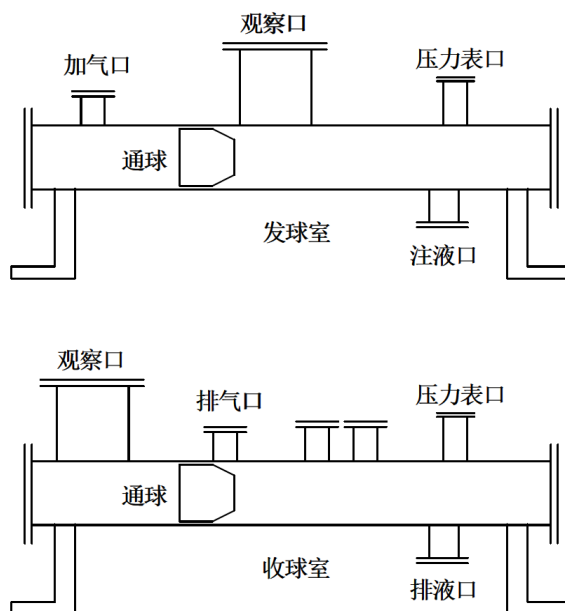 观察口
加气口
压力表口
通球
发球室
注液口
观察口
排气口
压力表口
通球
收球室
排液口